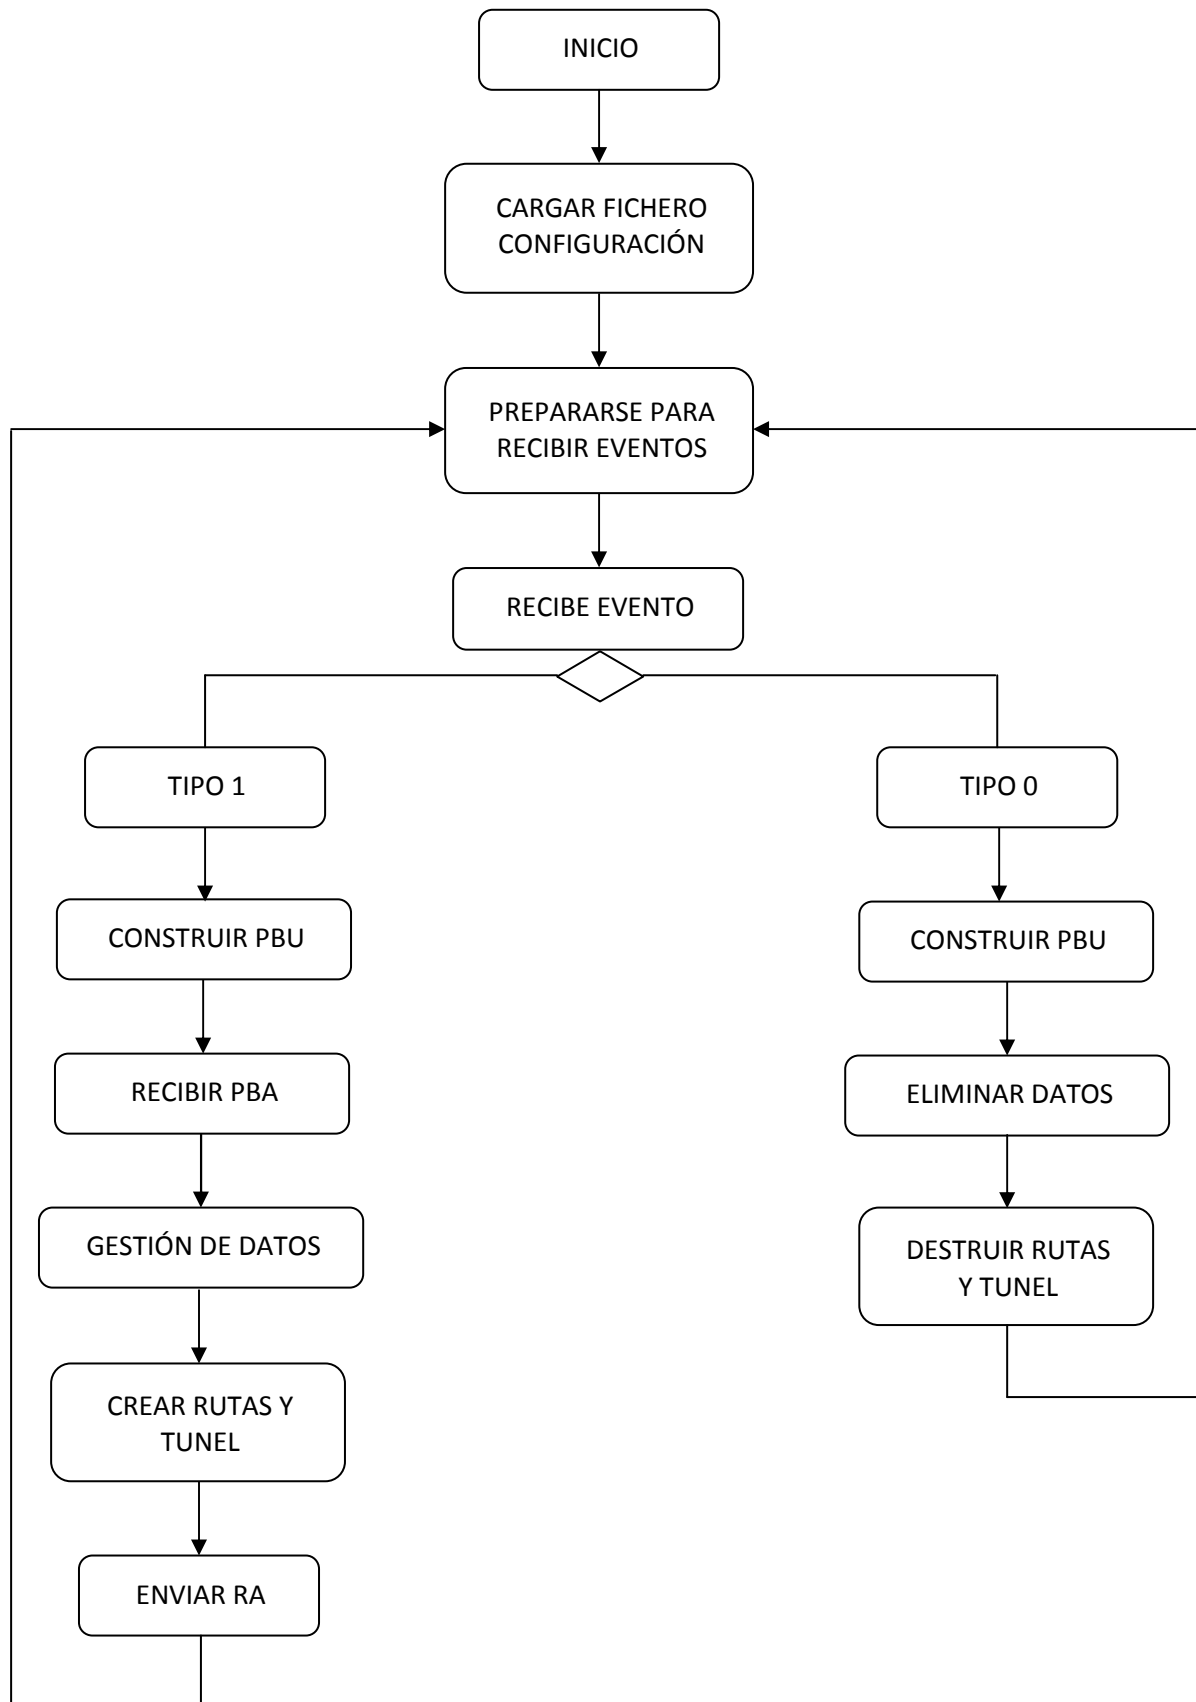 INICIO
CARGAR FICHERO
CONFIGURACIÓN
PREPARARSE PARA
RECIBIR EVENTOS
RECIBE EVENTO
TIPO 1
CONSTRUIR PBU
RECIBIR PBA
GESTIÓN DE DATOS
CREAR RUTAS Y
TUNEL
ENVIAR RA
TIPO 0
CONSTRUIR PBU
ELIMINAR DATOS
DESTRUIR RUTAS
Y TUNEL